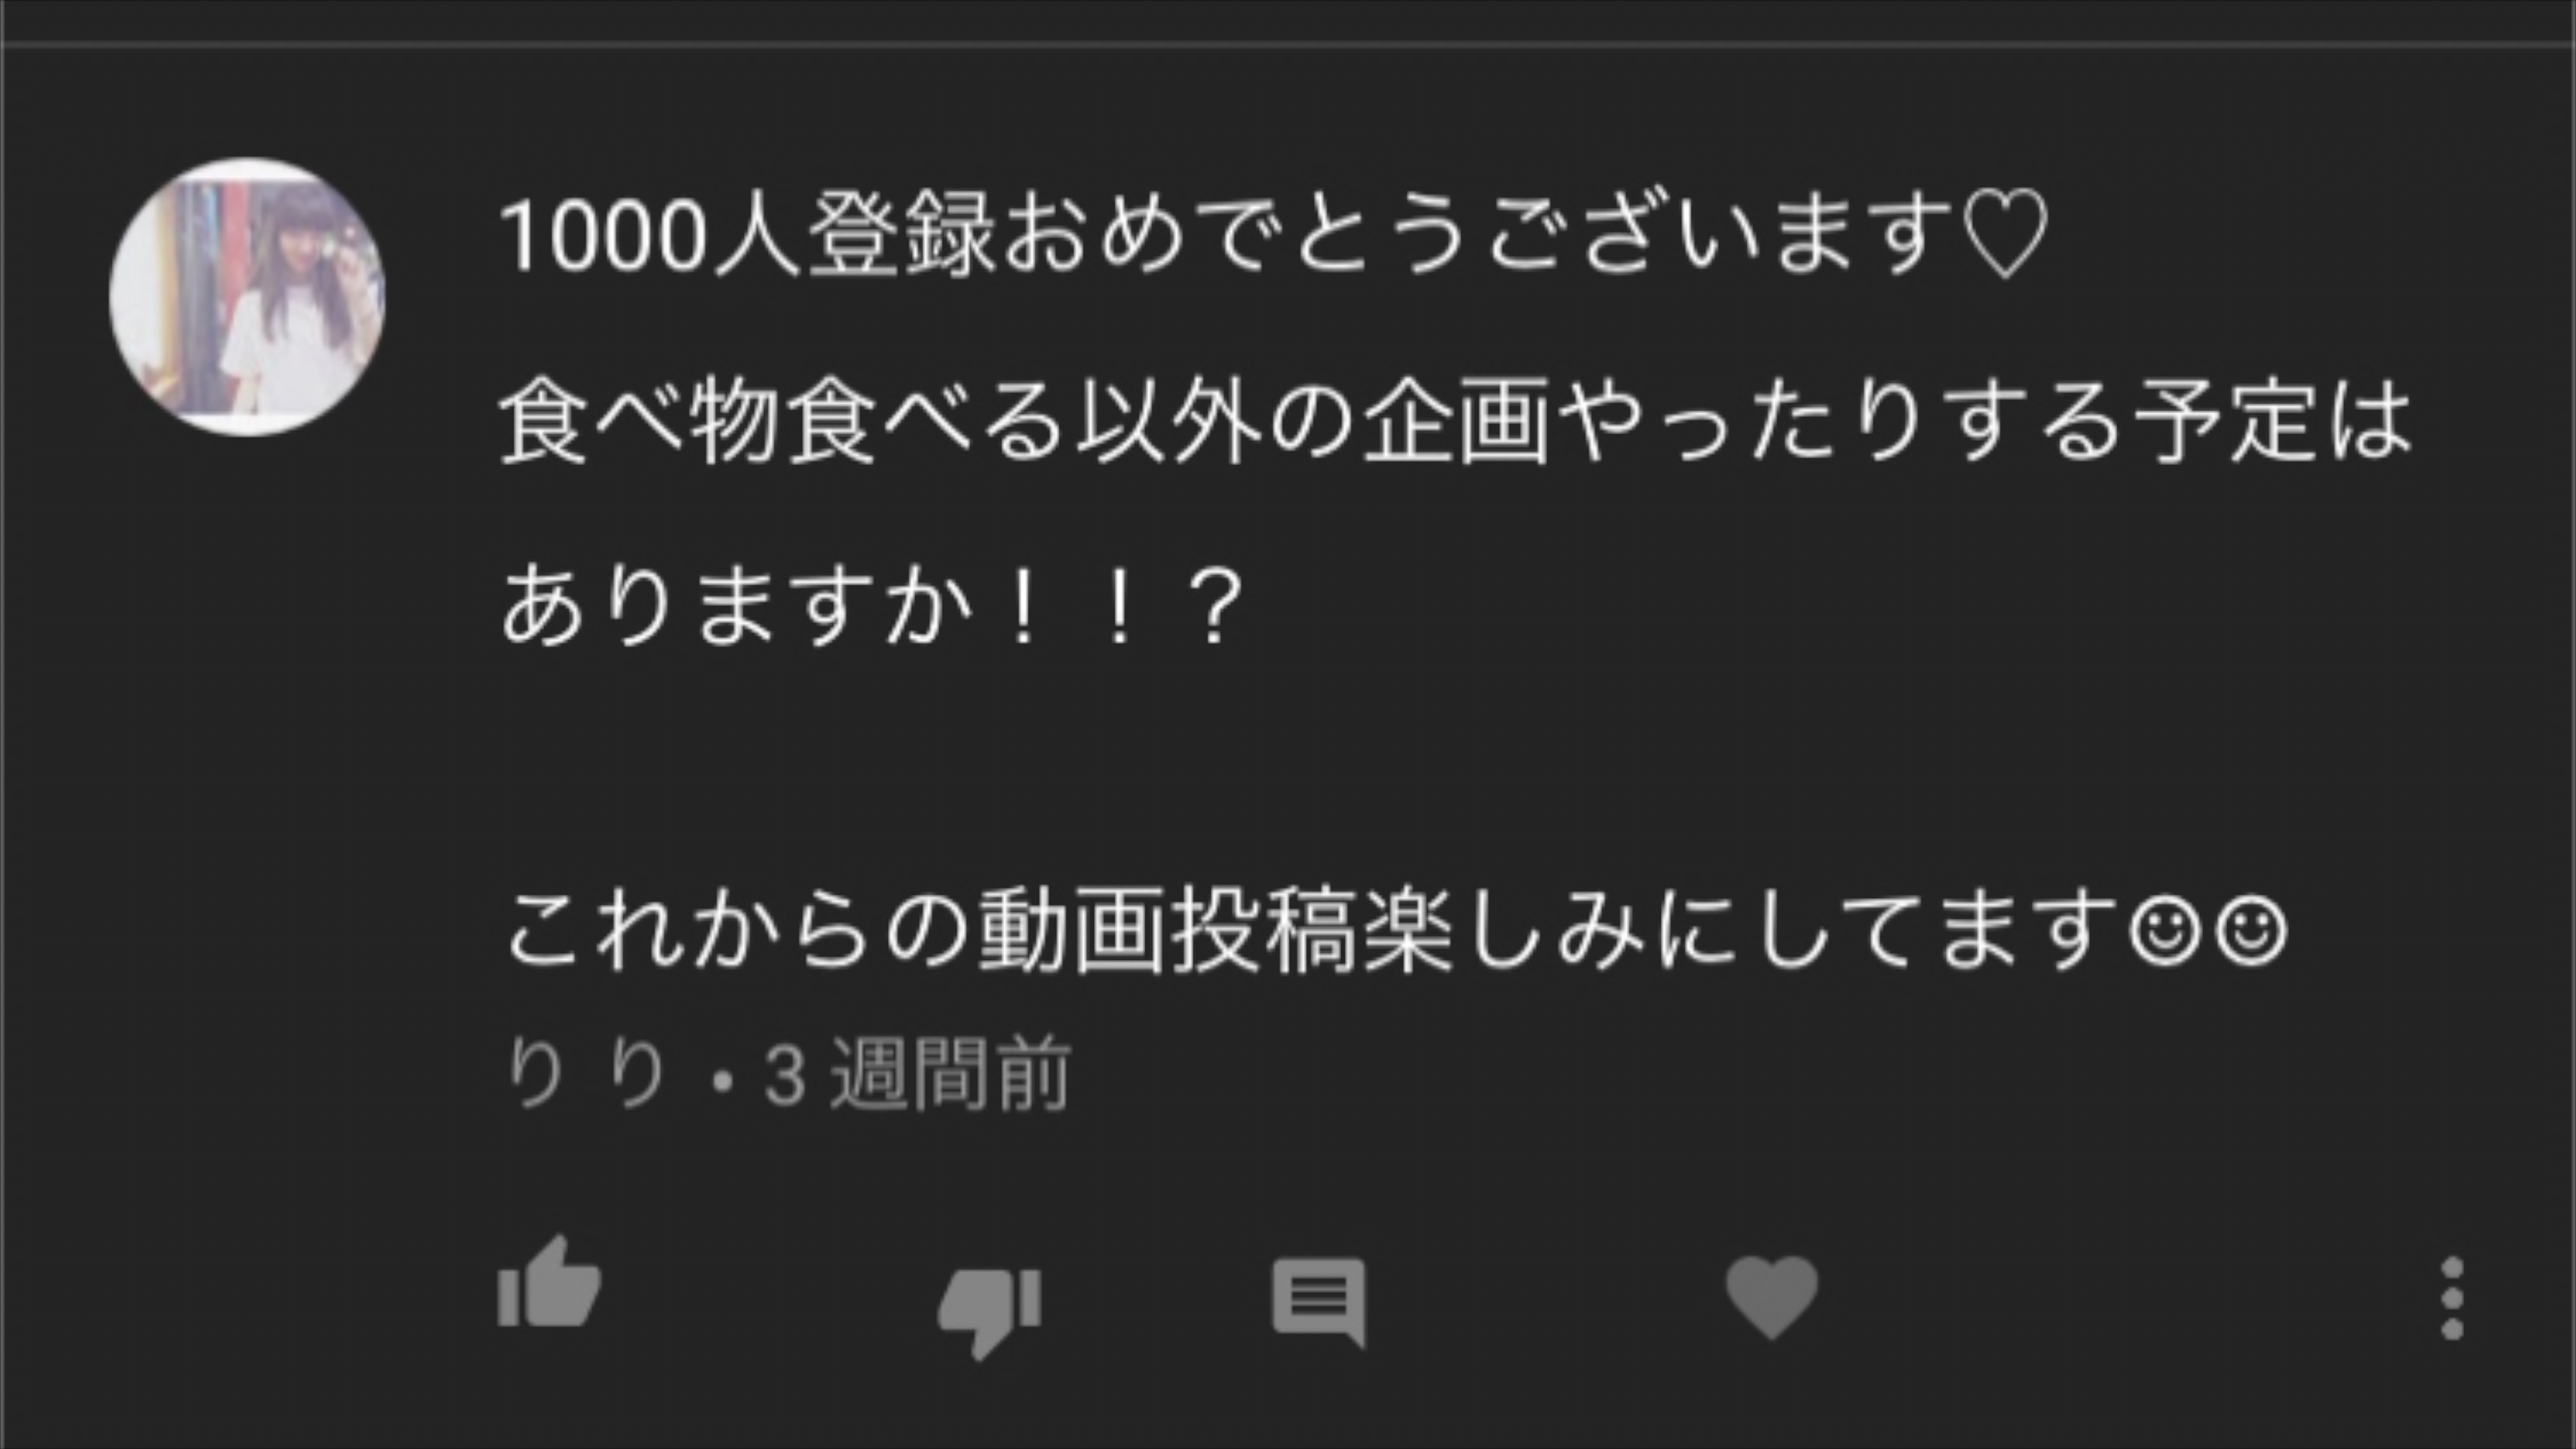 1000人登録おめでとうございます♡
食べ物食べる以外の企画やったりする予定は
ありますか！！？
これからの動画投稿楽しみにしてます☺☺
り り • 3 週間前